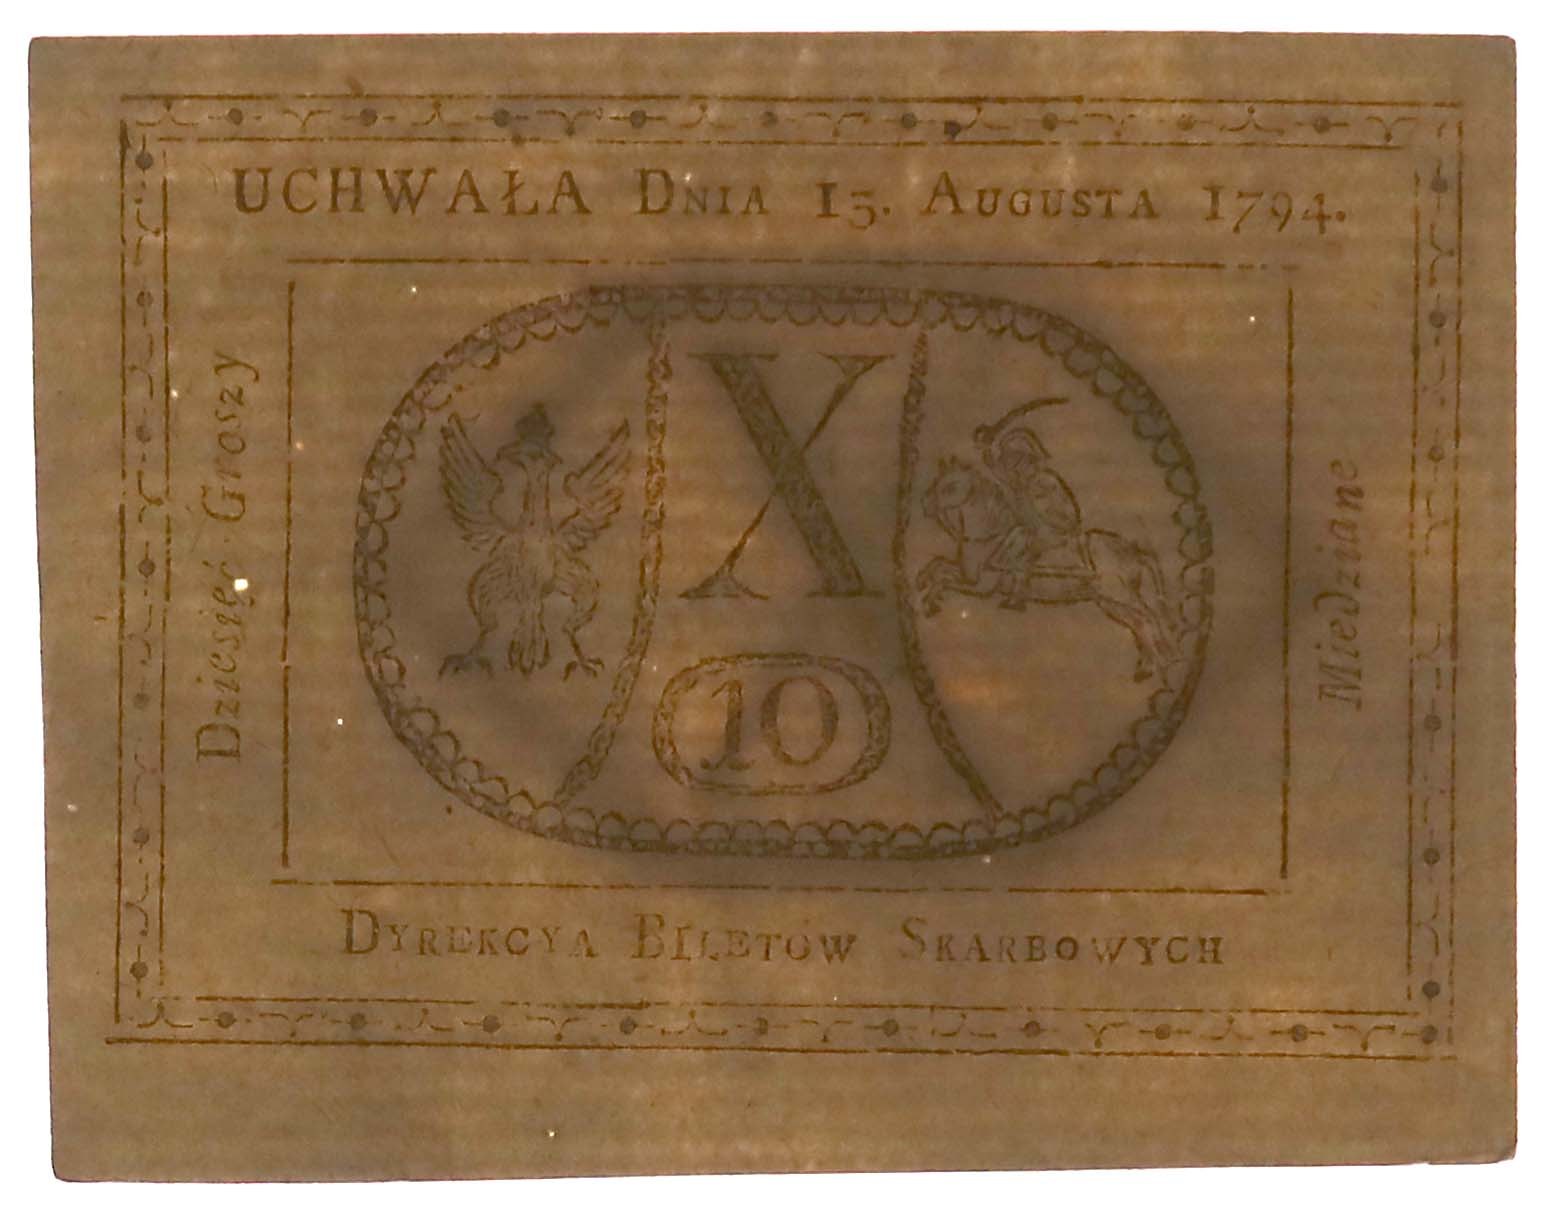 UCHWAŁA DNIA 13. AUGUSTA 1794.
Dziesięć Groszy
X
10
Miedziane
DYREKCYA BILETOW SKARBOWYCH